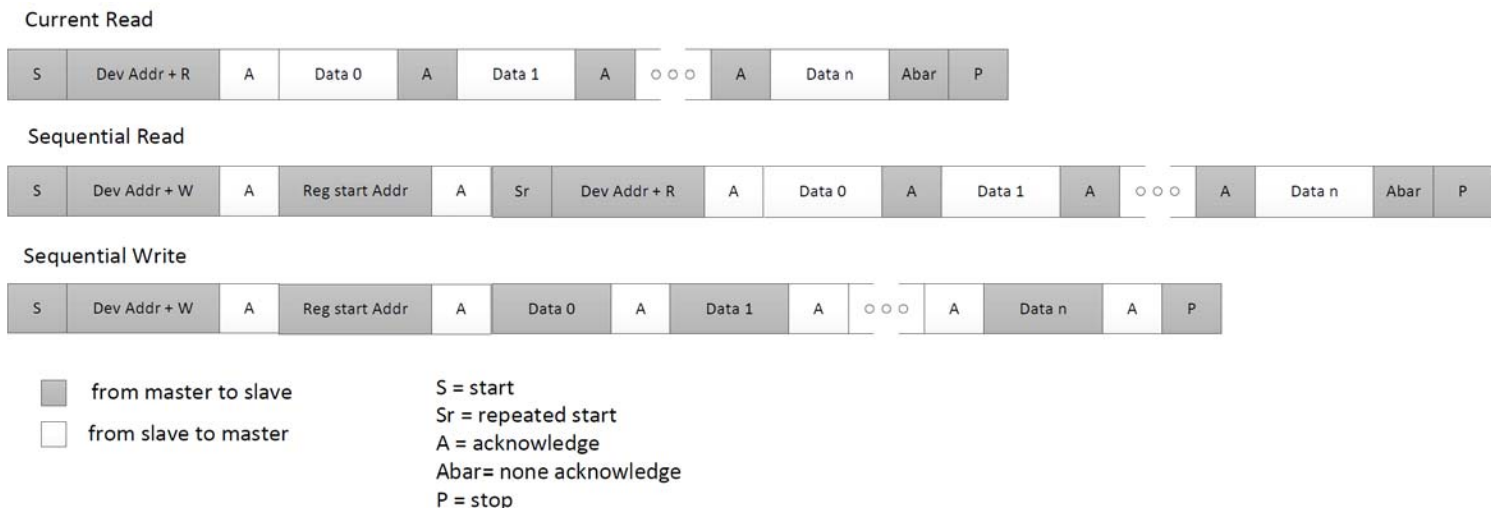 Current Read
S Dev Addr + R A Data 0 A Data 1 A ○○○ A Data n Abar P
Sequential Read
S Dev Addr + W A Reg start Addr A Sr Dev Addr + R A Data 0 A Data 1 A ○○○ A Data n Abar P
Sequential Write
S Dev Addr + W A Reg start Addr A Data 0 A Data 1 A ○○○ A Data n A P
from master to slave
from slave to master
S = start
Sr = repeated start
A = acknowledge
Abar= none acknowledge
P = stop